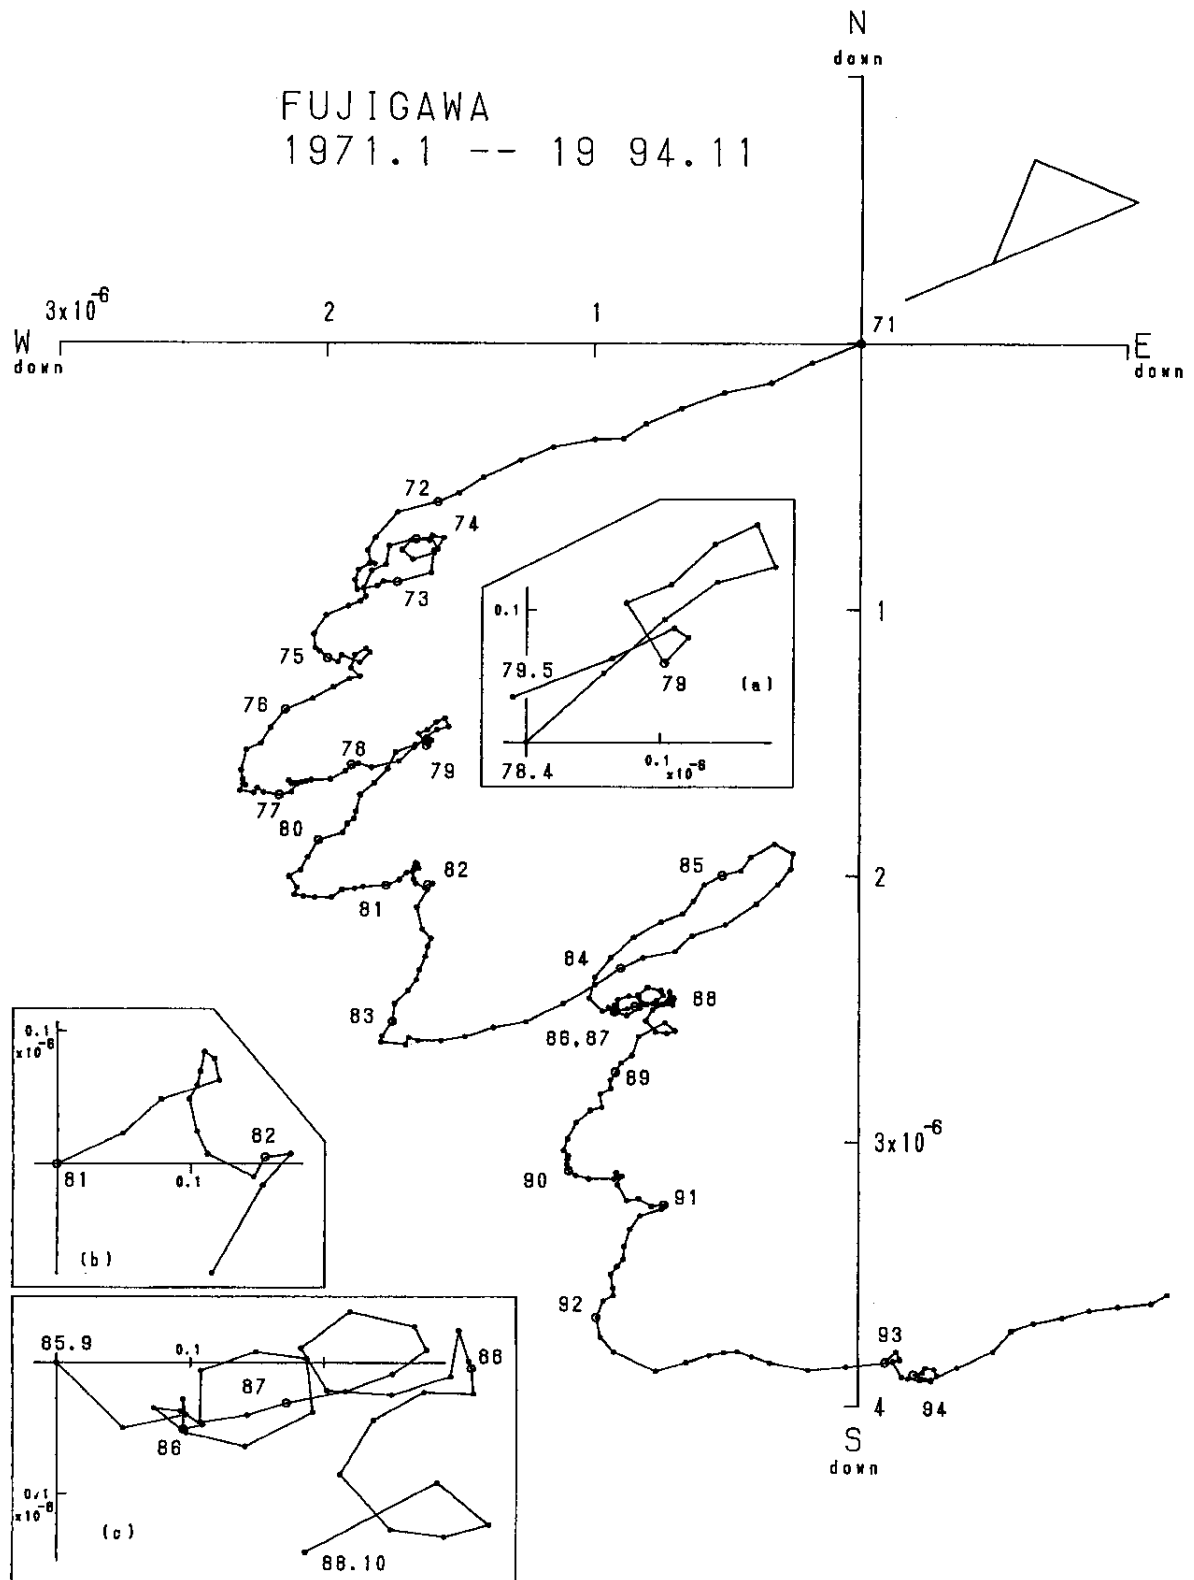 N
down
FUJIGAWA
1971.1 -- 19 94.11
3x10⁻⁶ 2 1 71
W E
down down
72
74
73
0.1
1
75
79.5
79
(a)
76
78
79
78.4
0.1
x10⁻⁶
77
80
85
2
82
81
84
83
88
86,87
0.1
x10⁻⁶
89
82
3x10⁻⁶
81
0.1
90
91
(b)
92
93
85.9
0.1
88
87
94
4
86
S
down
0.1
x10⁻⁶
(c)
88.10